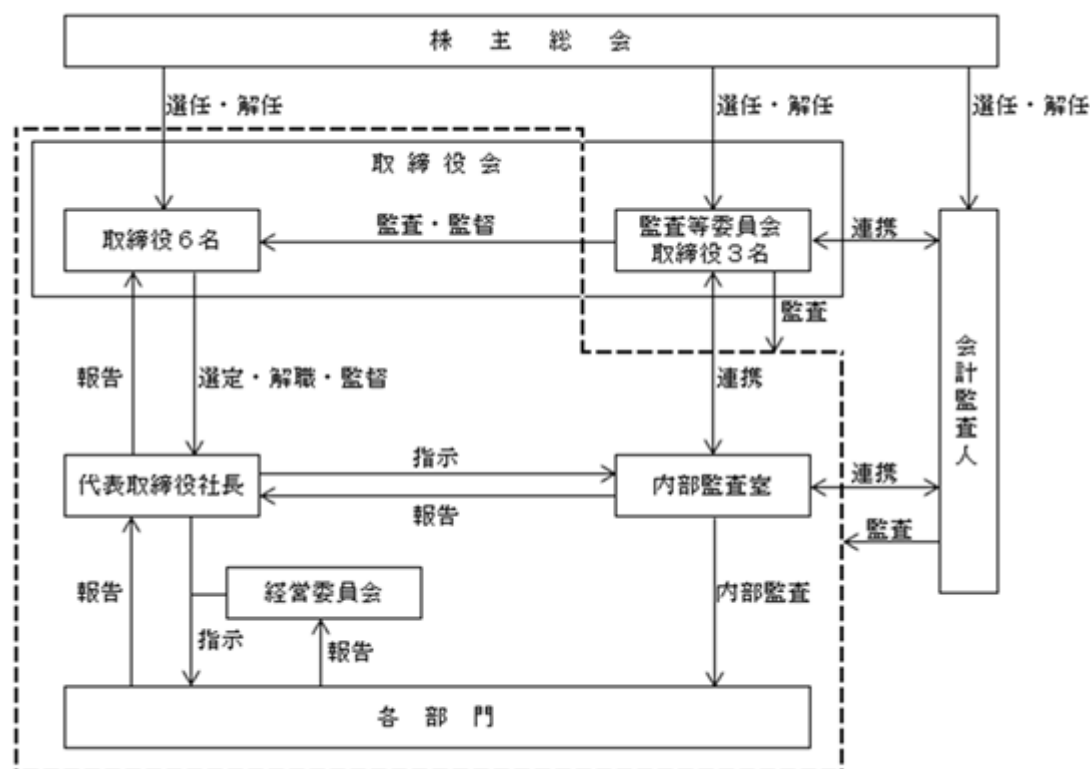 株主総会
選任・解任
選任・解任
選任・解任
取締役会
取締役6名
監査・監督
監査等委員会
取締役3名
連携
監査
報告
選定・解職・監督
連携
会計監査人
代表取締役社長
指示
報告
内部監査室
連携
監査
報告
経営委員会
内部監査
指示
報告
各部門